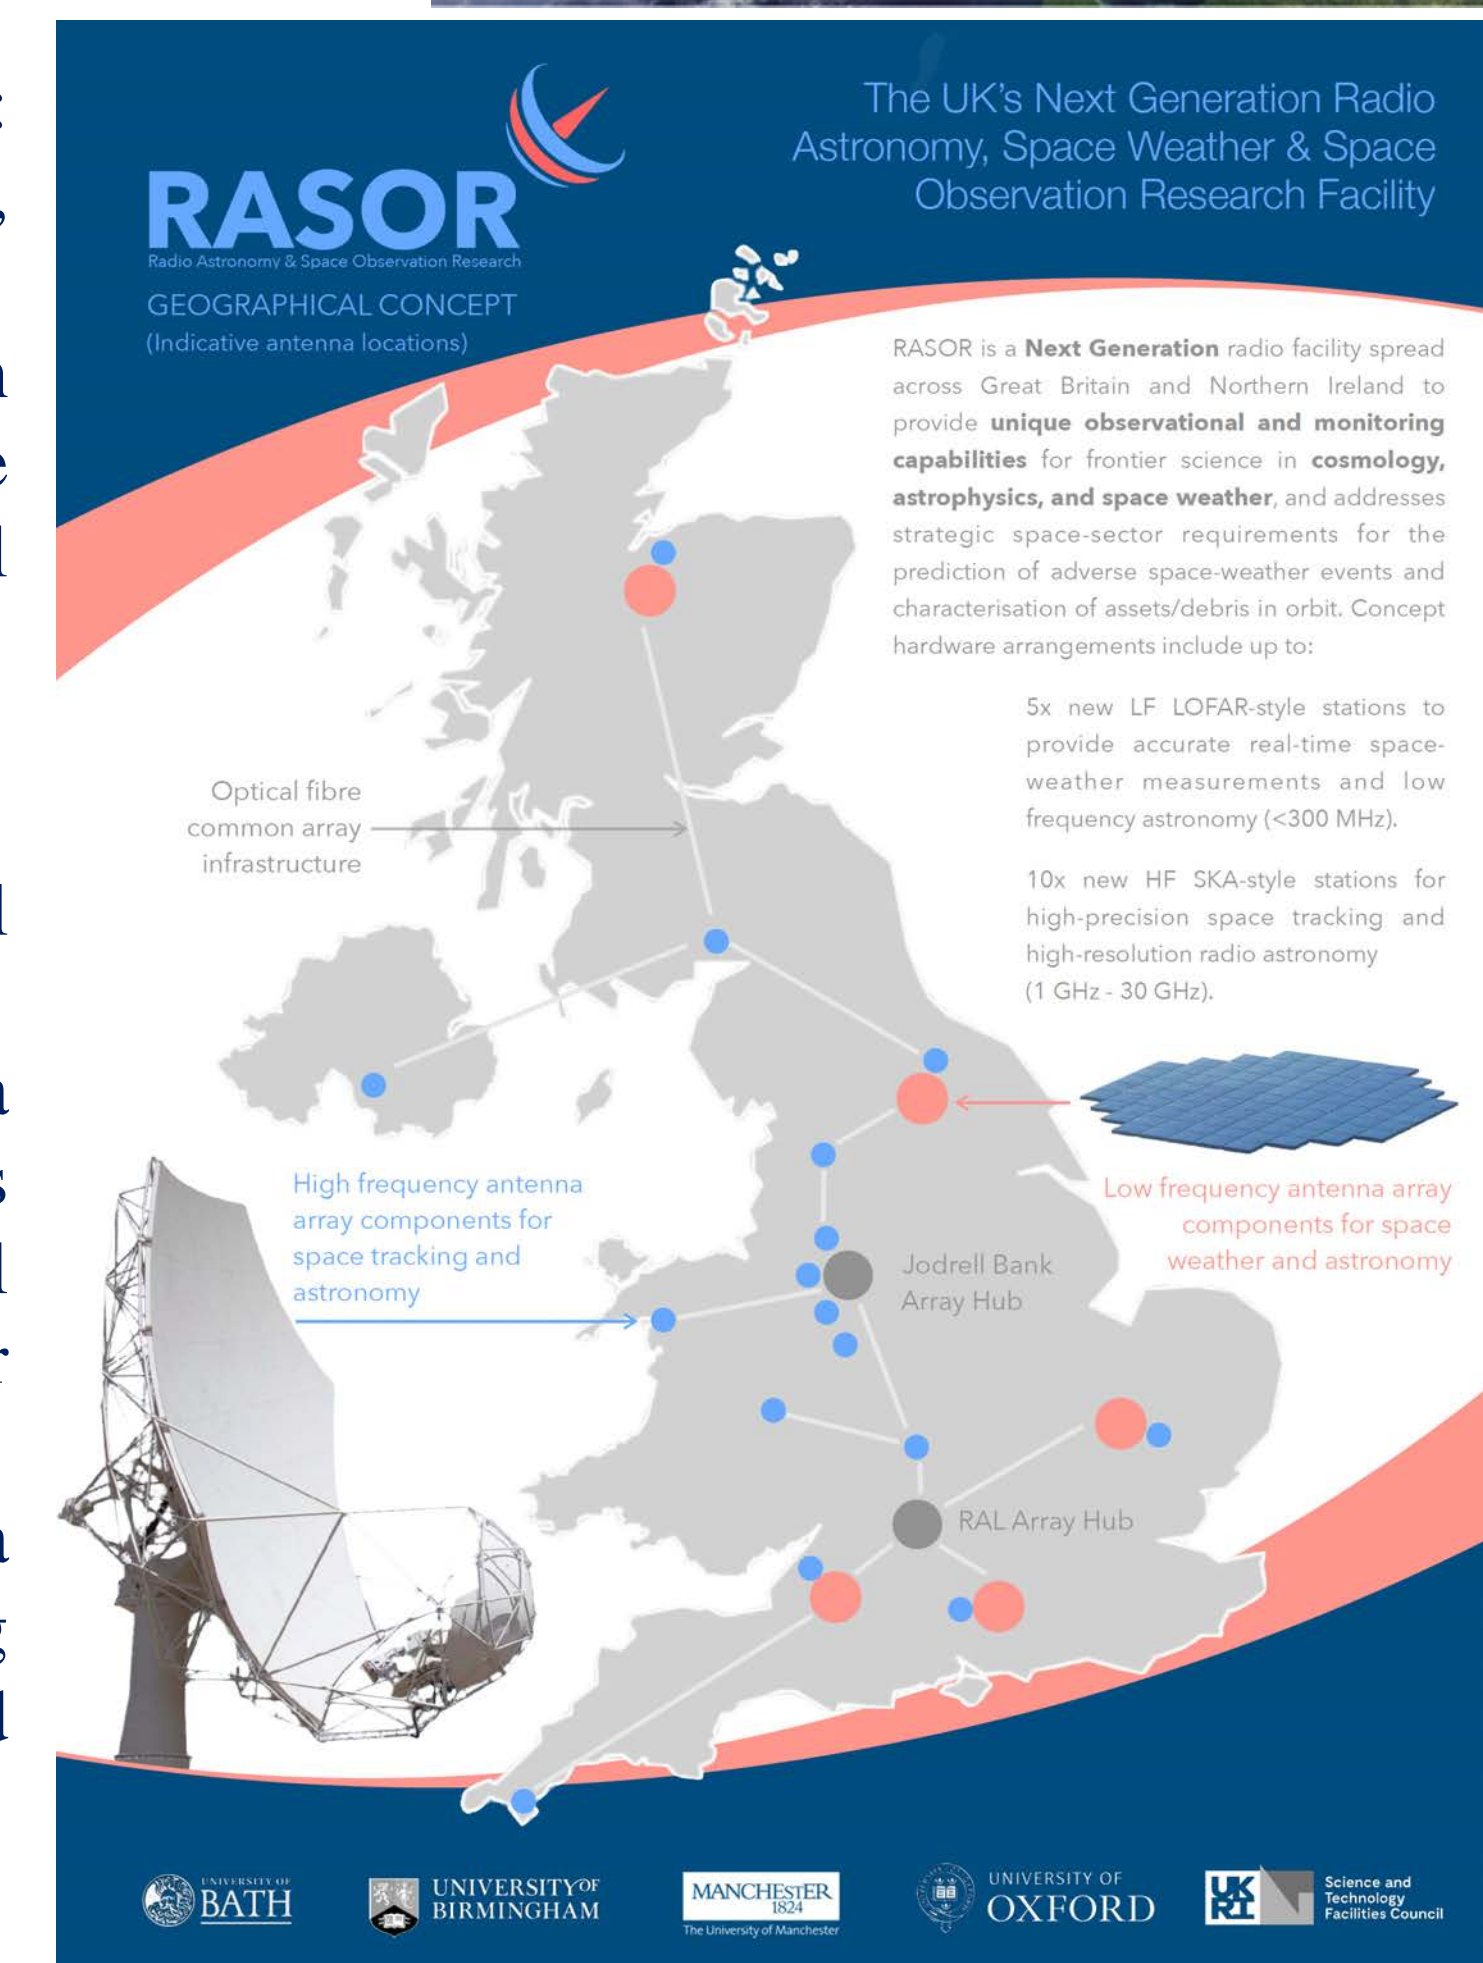 RASOR
Radio Astronomy & Space Observation Research
GEOGRAPHICAL CONCEPT
(Indicative antenna locations)
The UK's Next Generation Radio
Astronomy, Space Weather & Space
Observation Research Facility
RASOR is a Next Generation radio facility spread
across Great Britain and Northern Ireland to
provide unique observational and monitoring
capabilities for frontier science in cosmology,
astrophysics, and space weather, and addresses
strategic space-sector requirements for the
prediction of adverse space-weather events and
characterisation of assets/debris in orbit. Concept
hardware arrangements include up to:
5x new LF LOFAR-style stations to
provide accurate real-time space-
weather measurements and low
frequency astronomy (<300 MHz).
10x new HF SKA-style stations for
high-precision space tracking and
high-resolution radio astronomy
(1 GHz - 30 GHz).
Optical fibre
common array
infrastructure
High frequency antenna
array components for
space tracking and
astronomy
Low frequency antenna array
components for space
weather and astronomy
Jodrell Bank
Array Hub
RAL Array Hub
UNIVERSITY OF
BATH
UNIVERSITY OF
BIRMINGHAM
MANCHESTER
1824
The University of Manchester
UNIVERSITY OF
OXFORD
UK
RI
Science and
Technology
Facilities Council